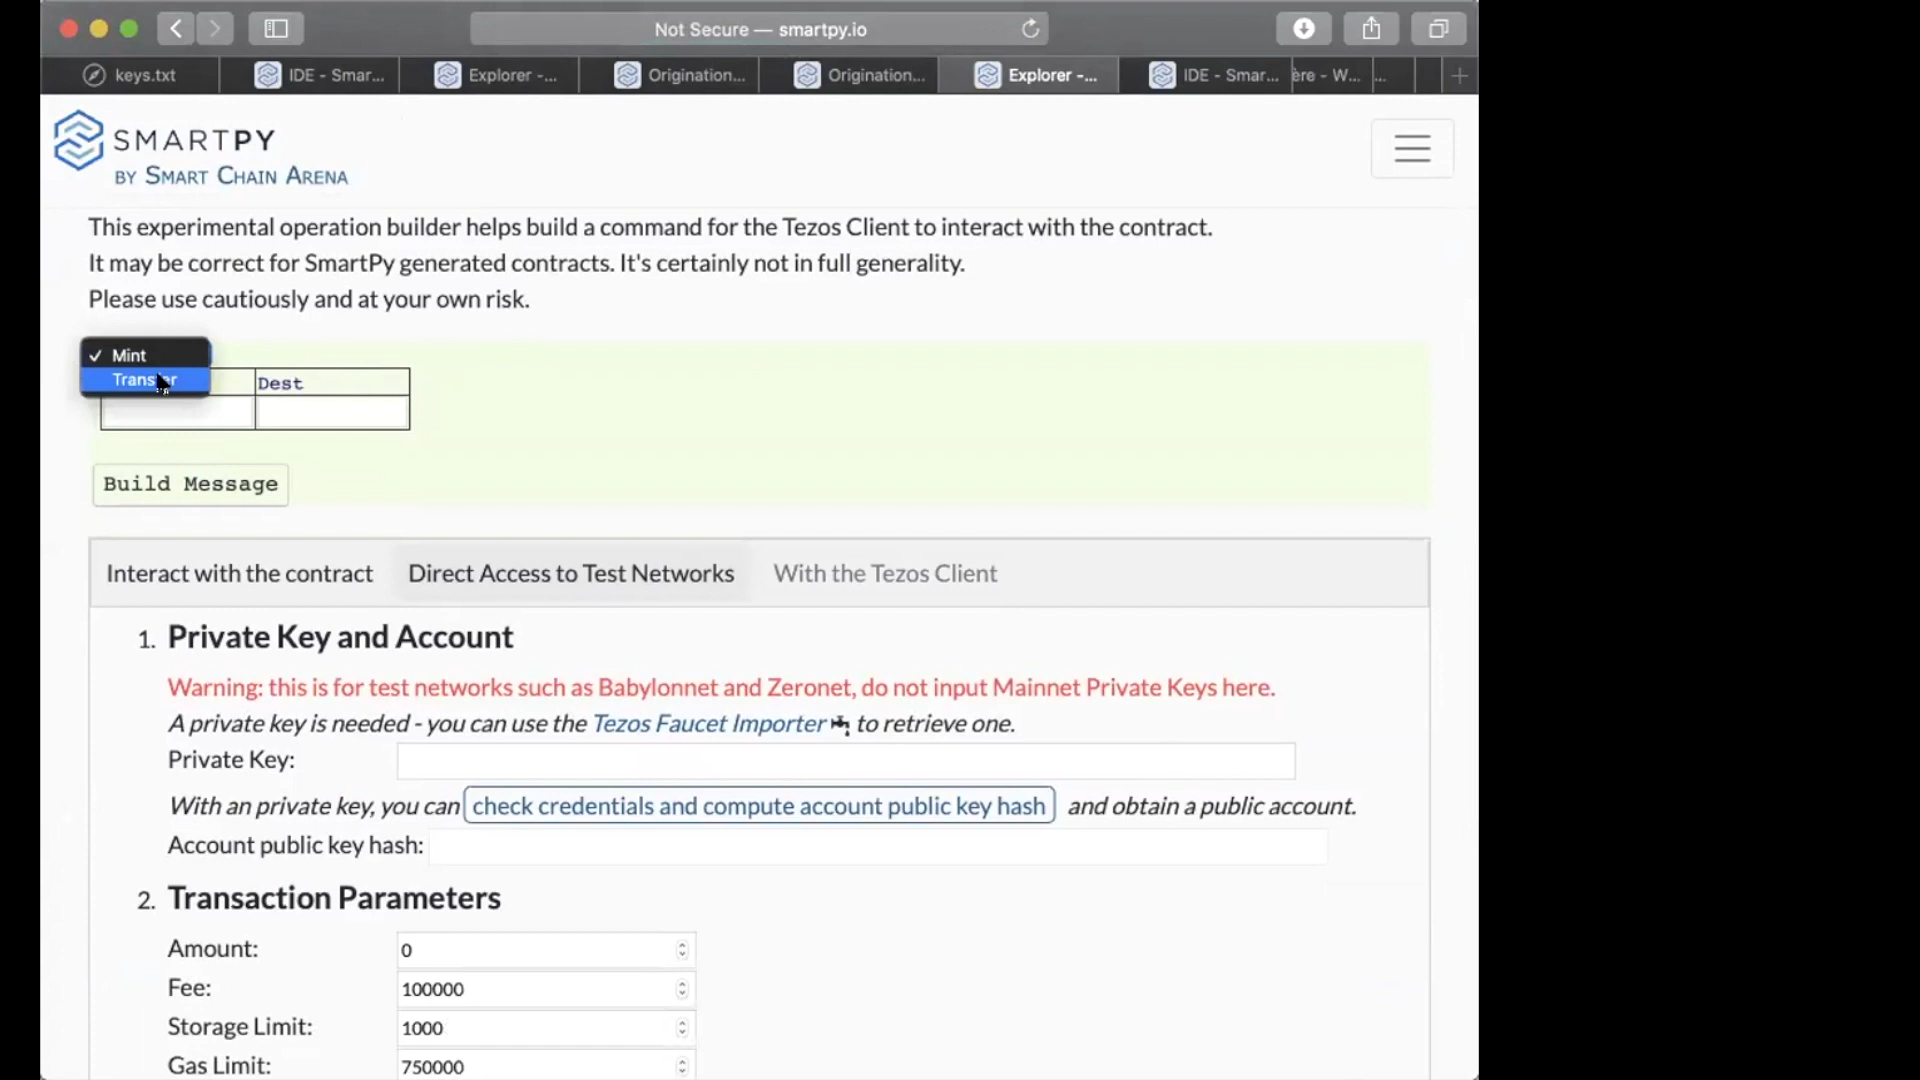 Not Secure — smartpy.io
keys.txt
IDE - Smar...
Explorer -...
Origination...
Origination...
Explorer -...
IDE - Smar...
ère - W...
...
SMARTPY
BY SMART CHAIN ARENA
This experimental operation builder helps build a command for the Tezos Client to interact with the contract.
It may be correct for SmartPy generated contracts. It's certainly not in full generality.
Please use cautiously and at your own risk.
✓ Mint
Transfer
Dest
Build Message
Interact with the contract
Direct Access to Test Networks
With the Tezos Client
1. Private Key and Account
Warning: this is for test networks such as Babylonnet and Zeronet, do not input Mainnet Private Keys here.
A private key is needed - you can use the Tezos Faucet Importer to retrieve one.
Private Key:
With an private key, you can check credentials and compute account public key hash and obtain a public account.
Account public key hash:
2. Transaction Parameters
Amount: 0
Fee: 100000
Storage Limit: 1000
Gas Limit: 750000